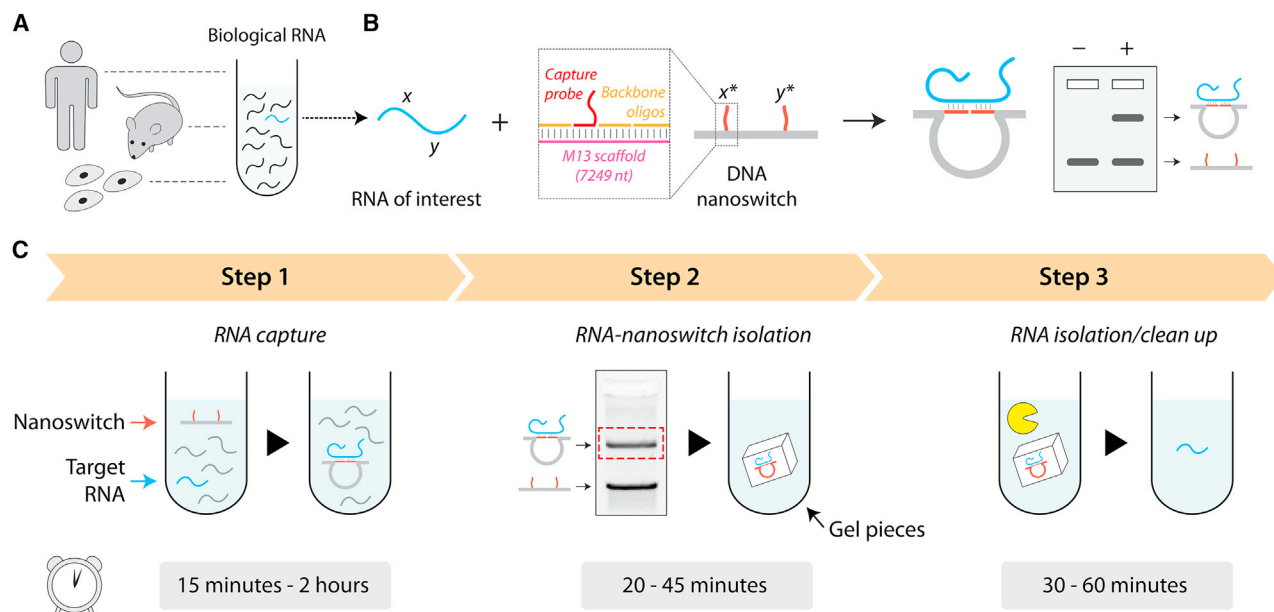 A
Biological RNA
B
x
y
RNA of interest
+
Capture
probe
Backbone
oligos
M13 scaffold
(7249 nt)
x*
y*
DNA
nanoswitch
− +
C
Step 1
Step 2
Step 3
RNA capture
RNA-nanoswitch isolation
RNA isolation/clean up
Nanoswitch
Target
RNA
Gel pieces
15 minutes - 2 hours
20 - 45 minutes
30 - 60 minutes